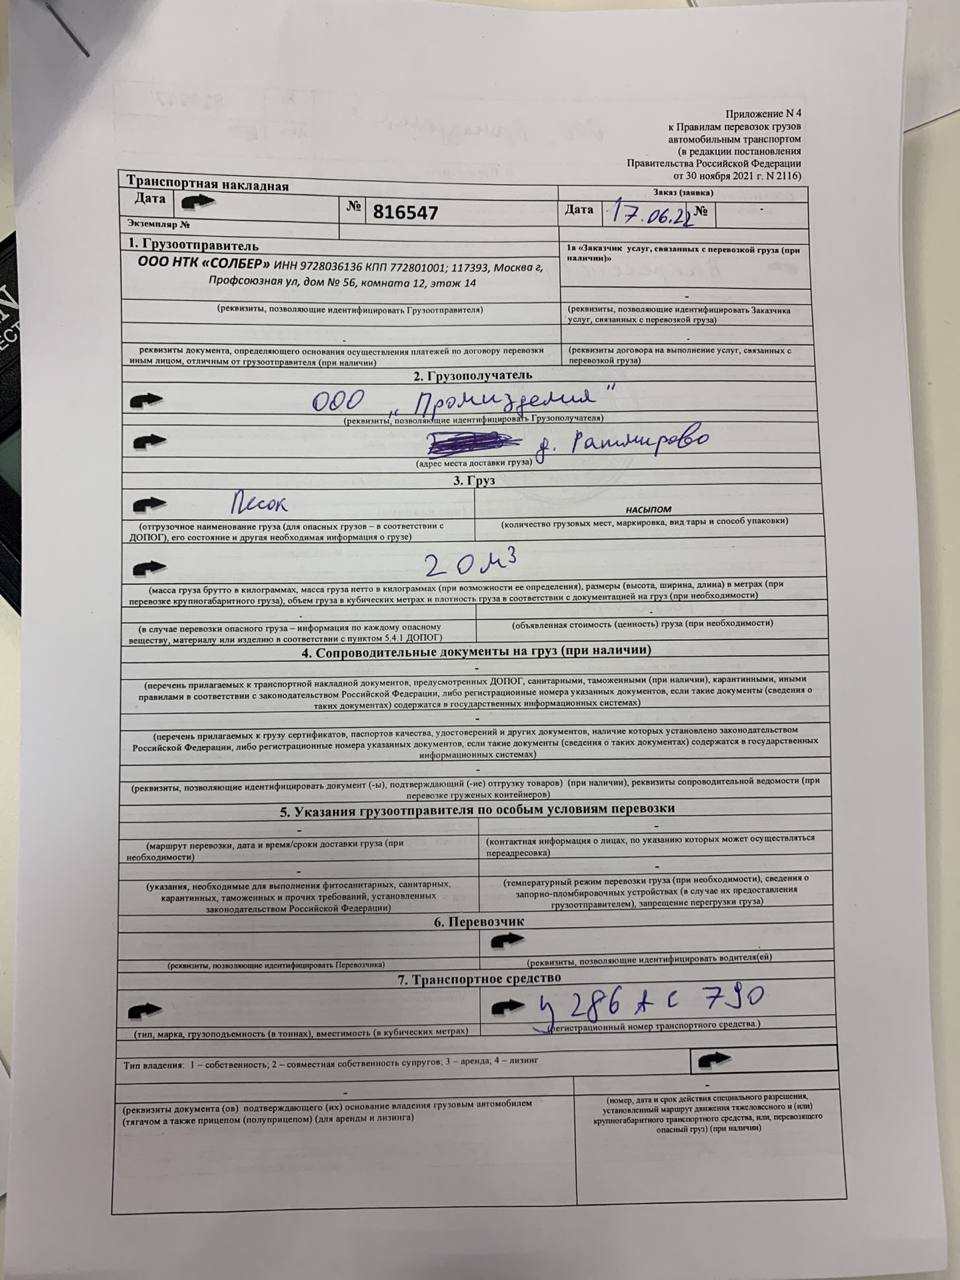 Приложение N 4
к Правилам перевозок грузов
автомобильным транспортом
(в редакции постановления
Правительства Российской Федерации
от 30 ноября 2021 г. N 2116)
Транспортная накладная
Заказ (заявка)
Дата № 816547 Дата 17.06.22 № -
Экземпляр №
1. Грузоотправитель
1а «Заказчик услуг, связанных с перевозкой груза (при
наличии)»
ООО НТК «СОЛБЕР» ИНН 9728036136 КПП 772801001; 117393, Москва г,
Профсоюзная ул, дом № 56, комната 12, этаж 14
-
(реквизиты, позволяющие идентифицировать Грузоотправителя)
(реквизиты, позволяющие идентифицировать Заказчика
услуг, связанных с перевозкой груза)
- -
реквизиты документа, определяющего основания осуществления платежей по договору перевозки
иным лицом, отличным от грузоотправителя (при наличии)
(реквизиты договора на выполнение услуг, связанных с
перевозкой груза)
2. Грузополучатель
ООО „Промизделия"
(реквизиты, позволяющие идентифицировать Грузополучателя)
д. Ратмирово
(адрес места доставки груза)
3. Груз
Песок
НАСЫПОМ
(отгрузочное наименование груза (для опасных грузов – в соответствии с
ДОПОГ), его состояние и другая необходимая информация о грузе)
(количество грузовых мест, маркировка, вид тары и способ упаковки)
20 м3
(масса груза брутто в килограммах, масса груза нетто в килограммах (при возможности ее определения), размеры (высота, ширина, длина) в метрах (при
перевозке крупногабаритного груза), объем груза в кубических метрах и плотность груза в соответствии с документацией на груз (при необходимости)
- -
(в случае перевозки опасного груза – информация по каждому опасному
веществу, материалу или изделию в соответствии с пунктом 5.4.1 ДОПОГ)
(объявленная стоимость (ценность) груза (при необходимости)
4. Сопроводительные документы на груз (при наличии)
-
(перечень прилагаемых к транспортной накладной документов, предусмотренных ДОПОГ, санитарными, таможенными (при наличии), карантинными, иными
правилами в соответствии с законодательством Российской Федерации, либо регистрационные номера указанных документов, если такие документы (сведения о
таких документах) содержатся в государственных информационных системах)
-
(перечень прилагаемых к грузу сертификатов, паспортов качества, удостоверений и других документов, наличие которых установлено законодательством
Российской Федерации, либо регистрационные номера указанных документов, если такие документы (сведения о таких документах) содержатся в государственных
информационных системах)
-
(реквизиты, позволяющие идентифицировать документ (-ы), подтверждающий (-ие) отгрузку товаров) (при наличии), реквизиты сопроводительной ведомости (при
перевозке груженых контейнеров)
5. Указания грузоотправителя по особым условиям перевозки
- -
(маршрут перевозки, дата и время/сроки доставки груза (при
необходимости)
(контактная информация о лицах, по указанию которых может осуществляться
переадресовка)
- -
(указания, необходимые для выполнения фитосанитарных, санитарных,
карантинных, таможенных и прочих требований, установленных
законодательством Российской Федерации)
(температурный режим перевозки груза (при необходимости), сведения о
запорно-пломбировочных устройствах (в случае их предоставления
грузоотправителем), запрещение перегрузки груза)
6. Перевозчик
(реквизиты, позволяющие идентифицировать Перевозчика)
(реквизиты, позволяющие идентифицировать водителя(ей)
7. Транспортное средство
у 286 АС 790
(тип, марка, грузоподъемность (в тоннах), вместимость (в кубических метрах)
(регистрационный номер транспортного средства.)
Тип владения: 1 – собственность; 2 – совместная собственность супругов; 3 – аренда; 4 – лизинг
- -
(реквизиты документа (ов) подтверждающего (их) основание владения грузовым автомобилем
(тягачом а также прицепом (полуприцепом) (для аренды и лизинга)
(номер, дата и срок действия специального разрешения,
установленный маршрут движения тяжеловесного и (или)
крупногабаритного транспортного средства, или, перевозящего
опасный груз) (при наличии)